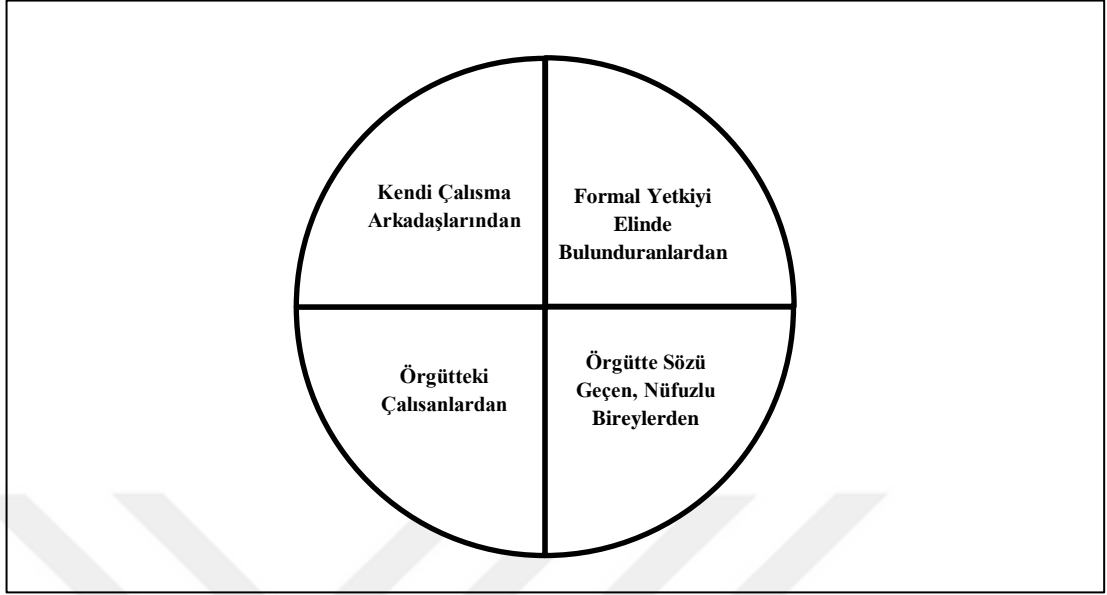 Kendi Çalısma
Arkadaşlarından
Formal Yetkiyi
Elinde
Bulunduranlardan
Örgütteki
Çalısanlardan
Örgütte Sözü
Geçen, Nüfuzlu
Bireylerden